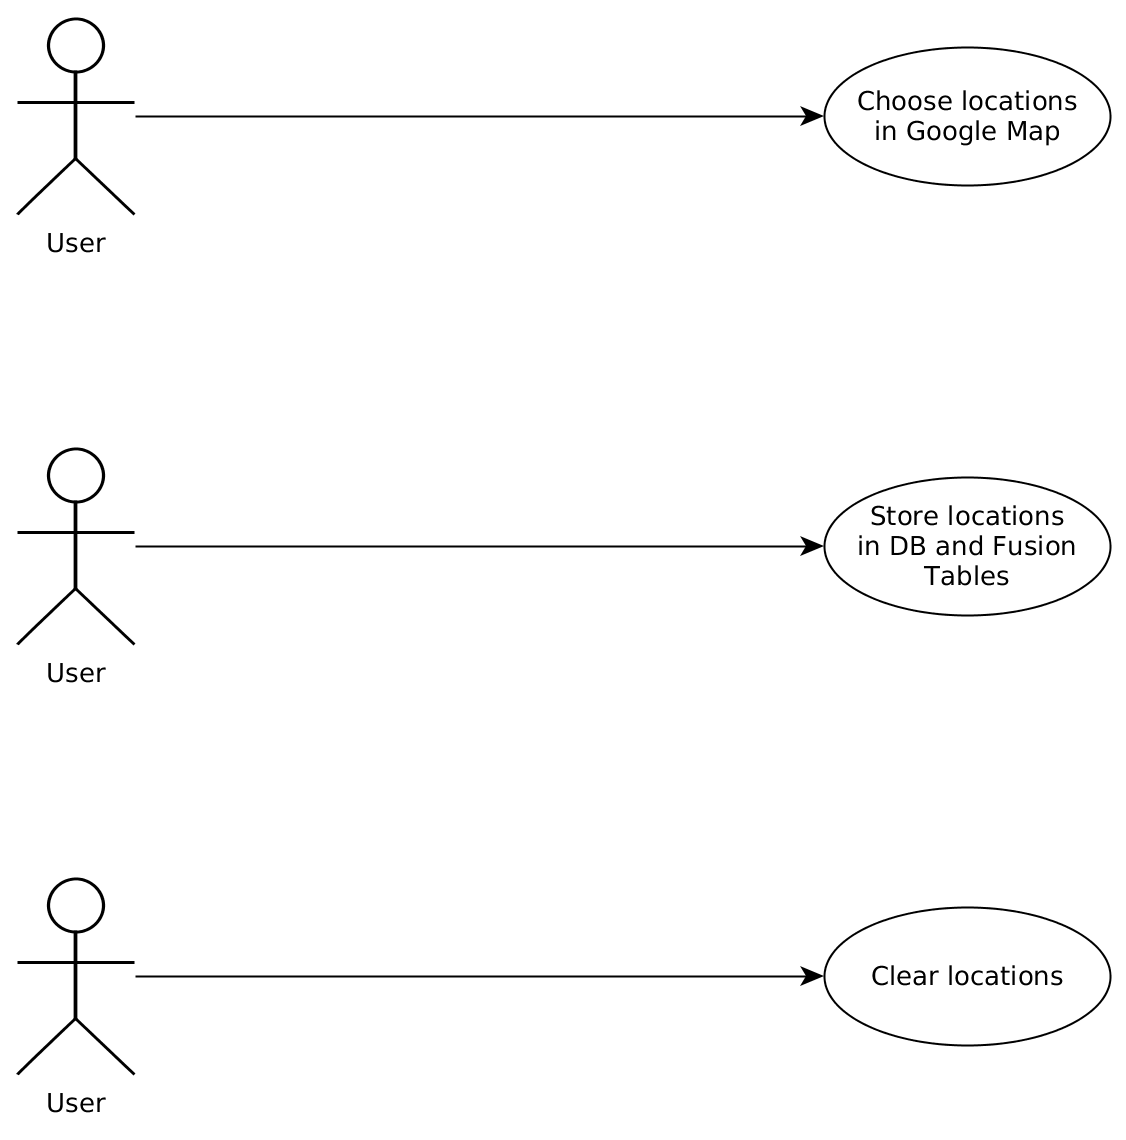 Choose locations
in Google Map
User
Store locations
in DB and Fusion
Tables
User
Clear locations
User